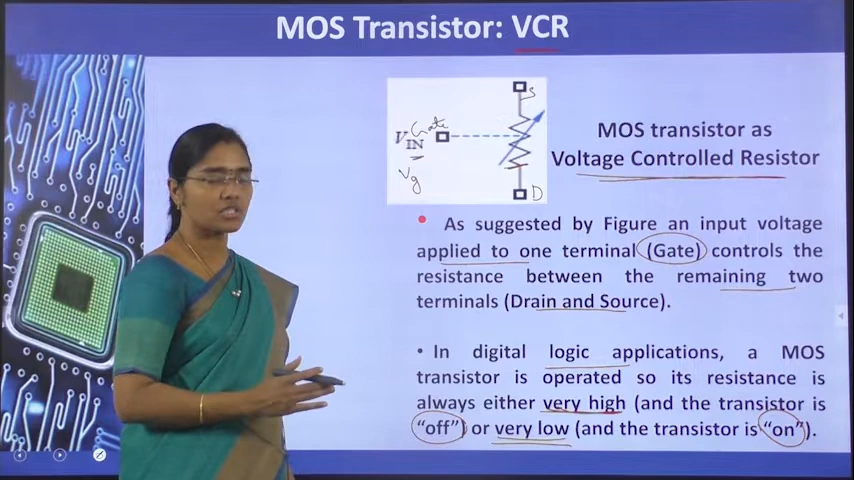 MOS Transistor: VCR
S
Gate
VIN
Vg
D
MOS transistor as
Voltage Controlled Resistor
• As suggested by Figure an input voltage
applied to one terminal (Gate) controls the
resistance between the remaining two
terminals (Drain and Source).
• In digital logic applications, a MOS
transistor is operated so its resistance is
always either very high (and the transistor is
“off”) or very low (and the transistor is “on”).